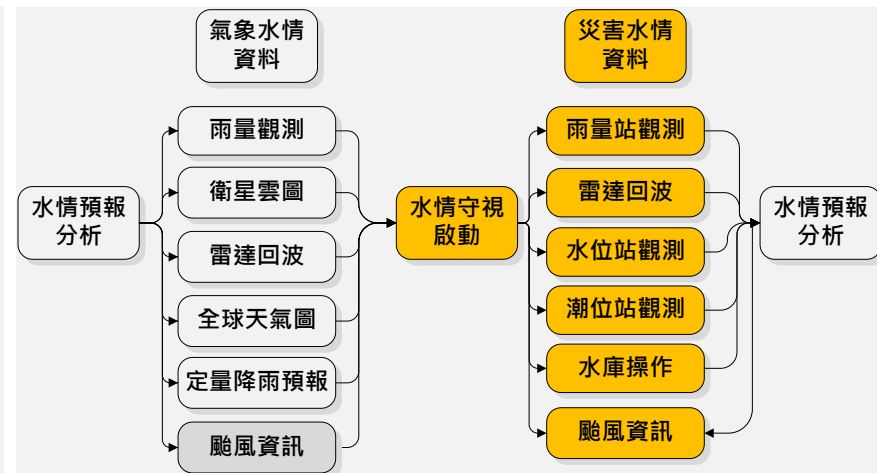 氣象水情
資料
災害水情
資料
水情預報
分析
雨量觀測
衛星雲圖
雷達回波
全球天氣圖
定量降雨預報
颱風資訊
水情守視
啟動
雨量站觀測
雷達回波
水位站觀測
潮位站觀測
水庫操作
颱風資訊
水情預報
分析